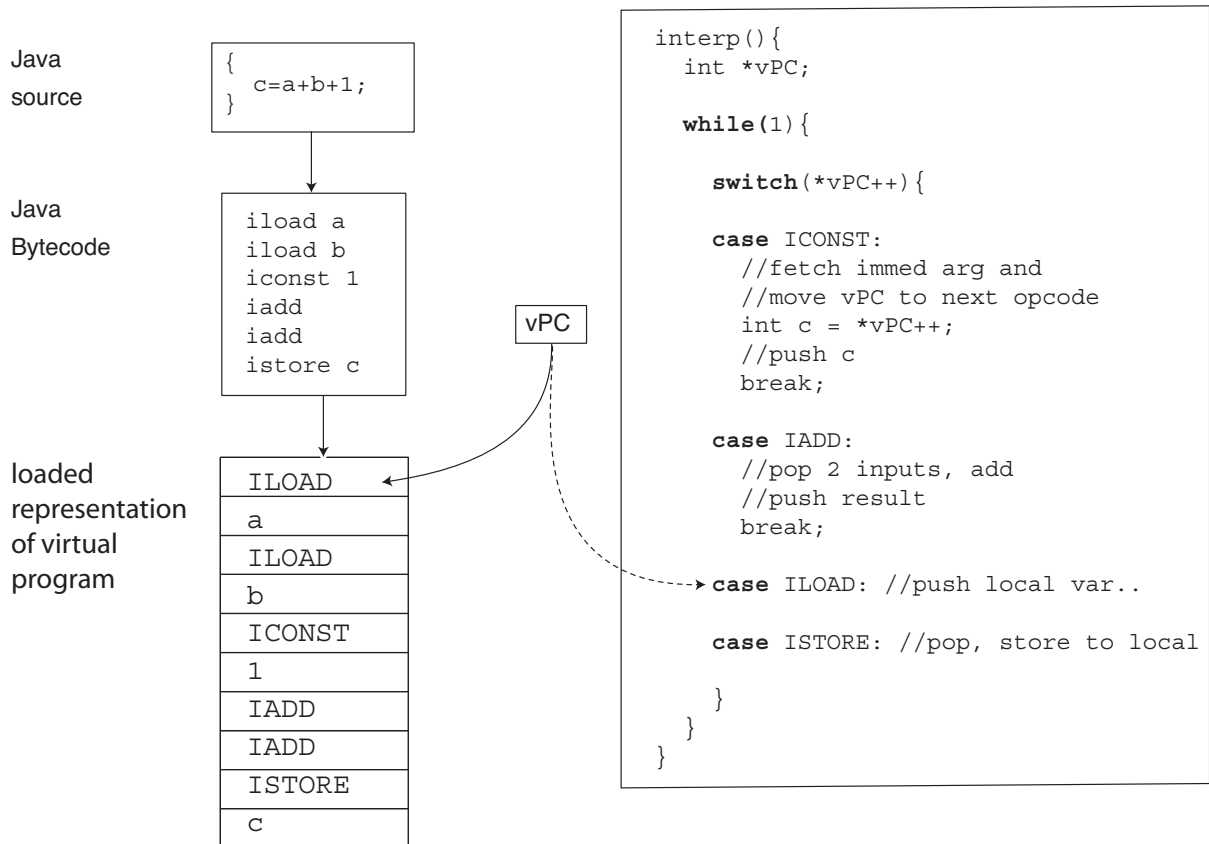 Java
source
{
c=a+b+1;
}
Java
Bytecode
iload a
iload b
iconst 1
iadd
iadd
istore c
vPC
loaded
representation
of virtual
program
ILOAD
a
ILOAD
b
ICONST
1
IADD
IADD
ISTORE
c
interp(){
int *vPC;
while(1){
switch(*vPC++){
case ICONST:
//fetch immed arg and
//move vPC to next opcode
int c = *vPC++;
//push c
break;
case IADD:
//pop 2 inputs, add
//push result
break;
case ILOAD: //push local var..
case ISTORE: //pop, store to local
}
}
}